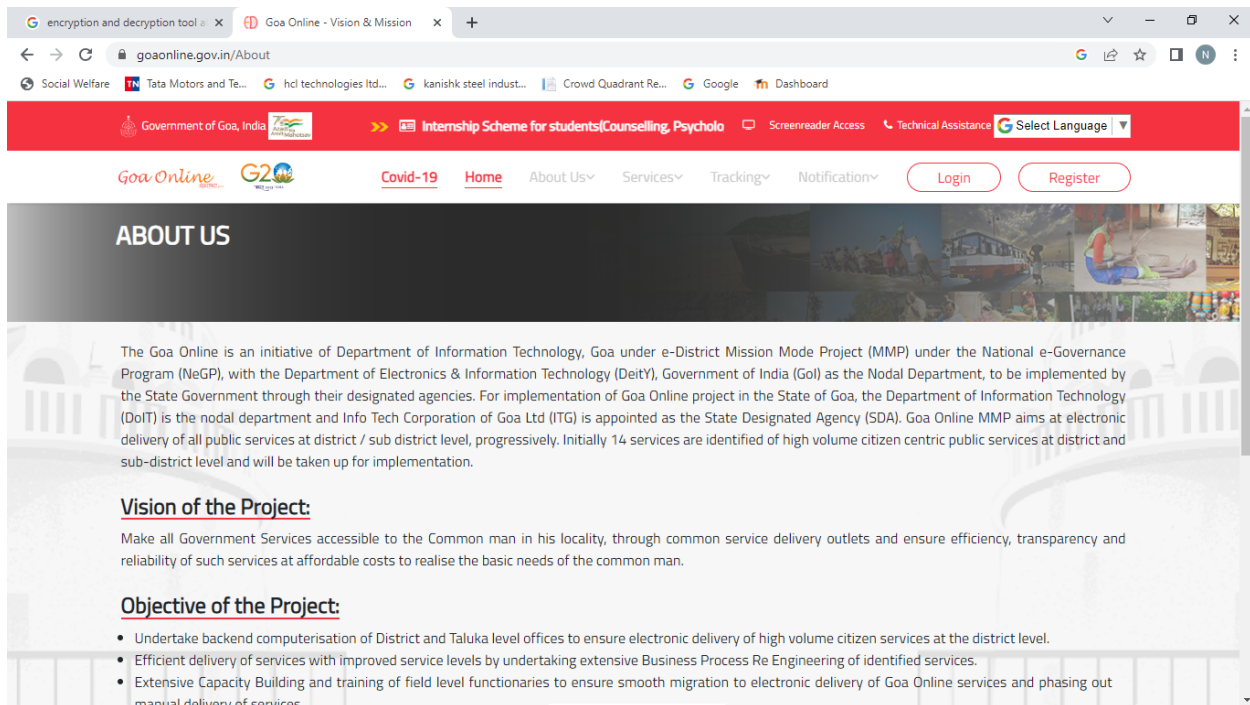 encryption and decryption tool a
Goa Online - Vision & Mission
goaonline.gov.in/About
Social Welfare
TN Tata Motors and Te...
hcl technologies ltd...
kanishk steel indust...
Crowd Quadrant Re...
Google
Dashboard
Government of Goa, India
Internship Scheme for students(Counselling, Psycholo
Screenreader Access
Technical Assistance
Select Language
Goa Online
G20
Covid-19
Home
About Us
Services
Tracking
Notification
Login
Register
ABOUT US
The Goa Online is an initiative of Department of Information Technology, Goa under e-District Mission Mode Project (MMP) under the National e-Governance
Program (NeGP), with the Department of Electronics & Information Technology (DeitY), Government of India (GoI) as the Nodal Department, to be implemented by
the State Government through their designated agencies. For implementation of Goa Online project in the State of Goa, the Department of Information Technology
(DoIT) is the nodal department and Info Tech Corporation of Goa Ltd (ITG) is appointed as the State Designated Agency (SDA). Goa Online MMP aims at electronic
delivery of all public services at district / sub district level, progressively. Initially 14 services are identified of high volume citizen centric public services at district and
sub-district level and will be taken up for implementation.
Vision of the Project:
Make all Government Services accessible to the Common man in his locality, through common service delivery outlets and ensure efficiency, transparency and
reliability of such services at affordable costs to realise the basic needs of the common man.
Objective of the Project:
Undertake backend computerisation of District and Taluka level offices to ensure electronic delivery of high volume citizen services at the district level.
Efficient delivery of services with improved service levels by undertaking extensive Business Process Re Engineering of identified services.
Extensive Capacity Building and training of field level functionaries to ensure smooth migration to electronic delivery of Goa Online services and phasing out
manual delivery of services.